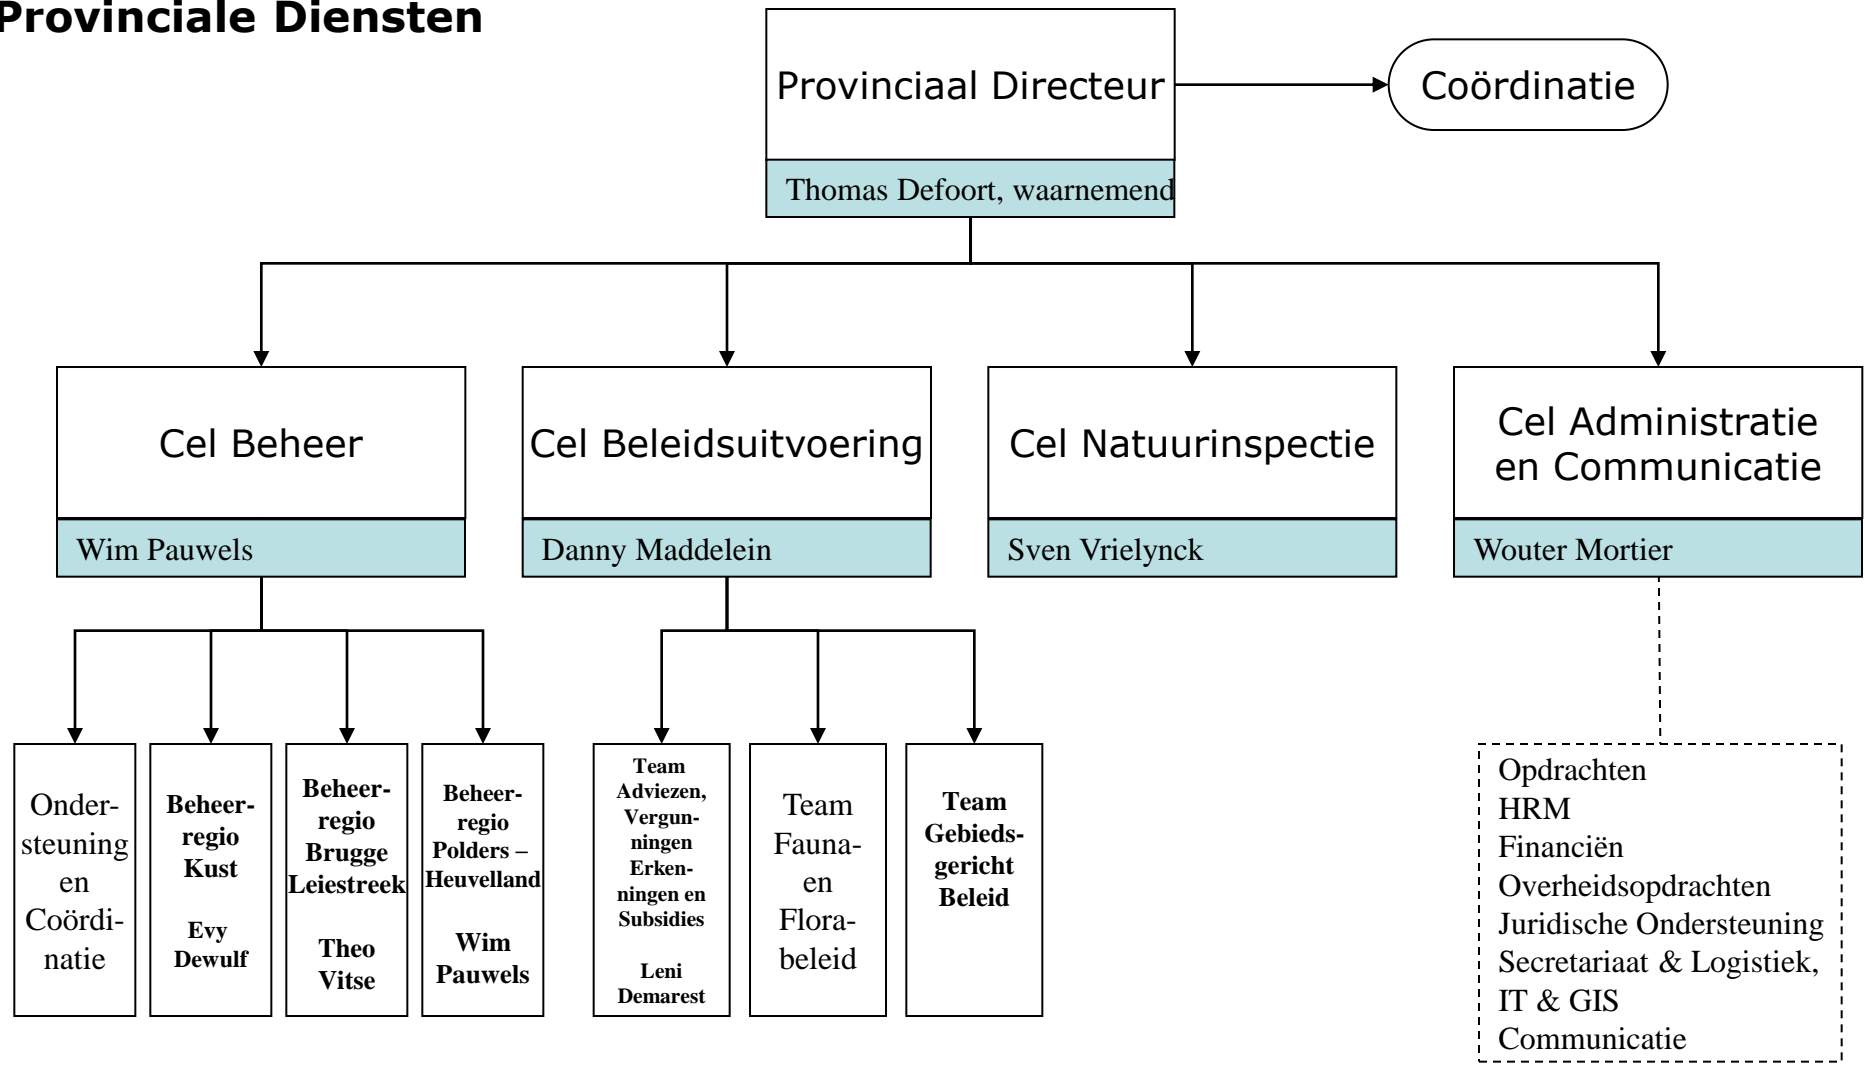 Provinciale Diensten
Provinciaal Directeur
Thomas Defoort, waarnemend
Coördinatie
Cel Beheer
Wim Pauwels
Cel Beleidsuitvoering
Danny Maddelein
Cel Natuurinspectie
Sven Vrielynck
Cel Administratie
en Communicatie
Wouter Mortier
Onder-
steuning
en
Coördi-
natie
Beheer-
regio
Kust
Evy
Dewulf
Beheer-
regio
Brugge
Leiestreek
Theo
Vitse
Beheer-
regio
Polders –
Heuvelland
Wim
Pauwels
Team
Adviezen,
Vergun-
ningen
Erken-
ningen en
Subsidies
Leni
Demarest
Team
Fauna-
en
Flora-
beleid
Team
Gebieds-
gericht
Beleid
Opdrachten
HRM
Financiën
Overheidsopdrachten
Juridische Ondersteuning
Secretariaat & Logistiek,
IT & GIS
Communicatie